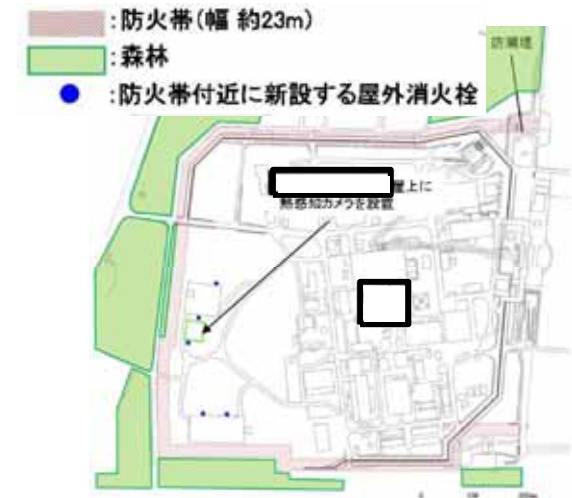 :防火帯(幅 約23m)
:森林
:防火帯付近に新設する屋外消火栓
防潮堤
屋上に
熱感知カメラを設置